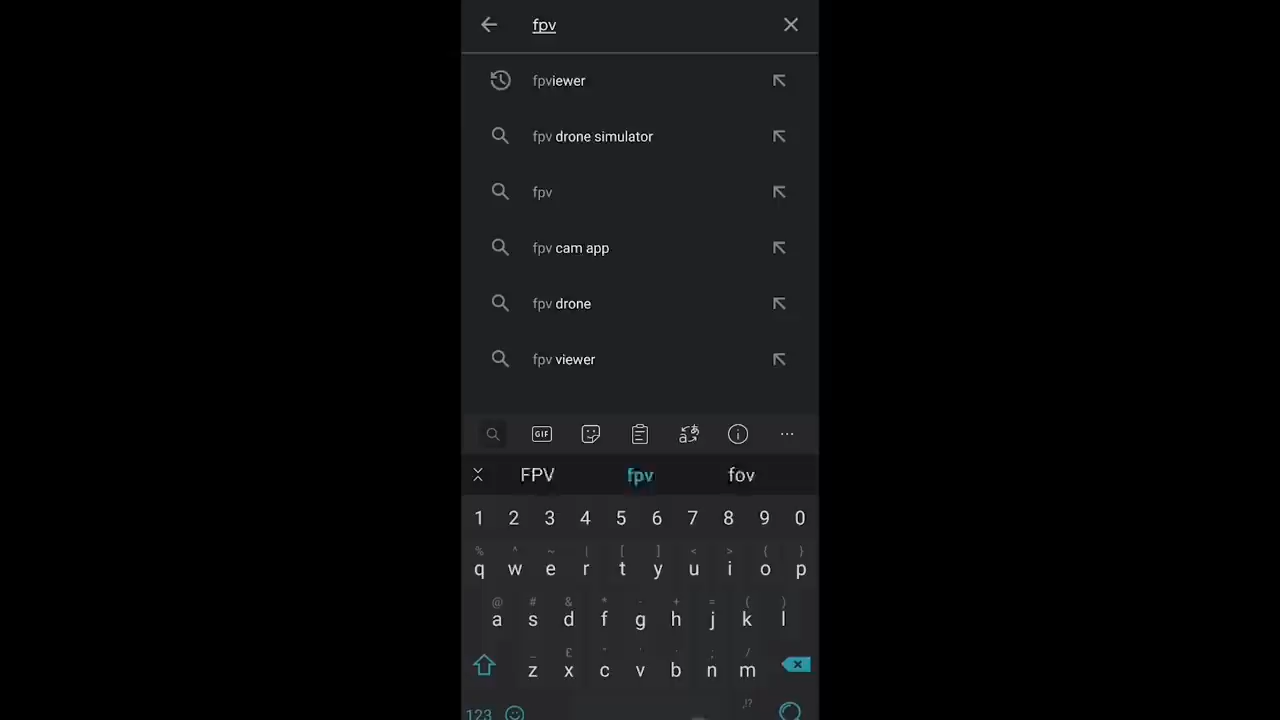 fpv
fpviewer
fpv drone simulator
fpv
fpv cam app
fpv drone
fpv viewer
GIF
FPV fpv fov
1 2 3 4 5 6 7 8 9 0
% ^ ~ | [ ] < > { }
q w e r t y u i o p
@ # & * - + = ( )
a s d f g h j k l
_ £ " ' : ; /
z x c v b n m
,!?
123